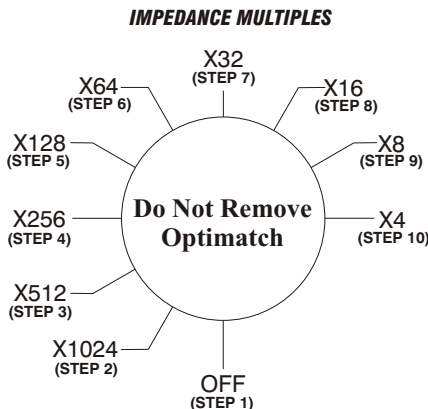 IMPEDANCE MULTIPLES
X32
(STEP 7)
X64
(STEP 6)
X16
(STEP 8)
X128
(STEP 5)
X8
(STEP 9)
Do Not Remove
Optimatch
X256
(STEP 4)
X4
(STEP 10)
X512
(STEP 3)
X1024
(STEP 2)
OFF
(STEP 1)